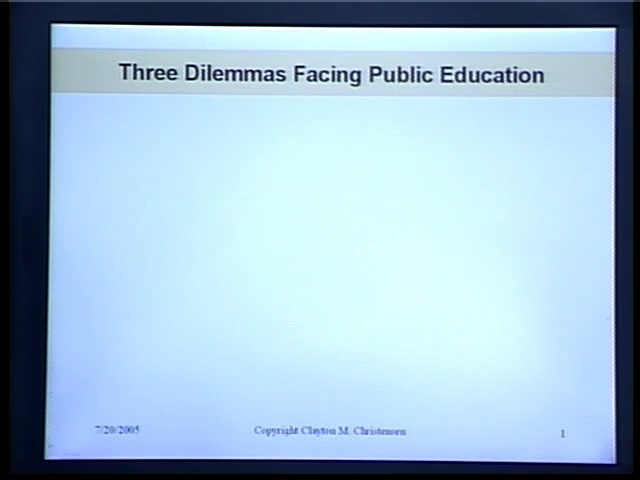 Three Dilemmas Facing Public Education
7/20/2005
Copyright Clayton M. Christensen
1